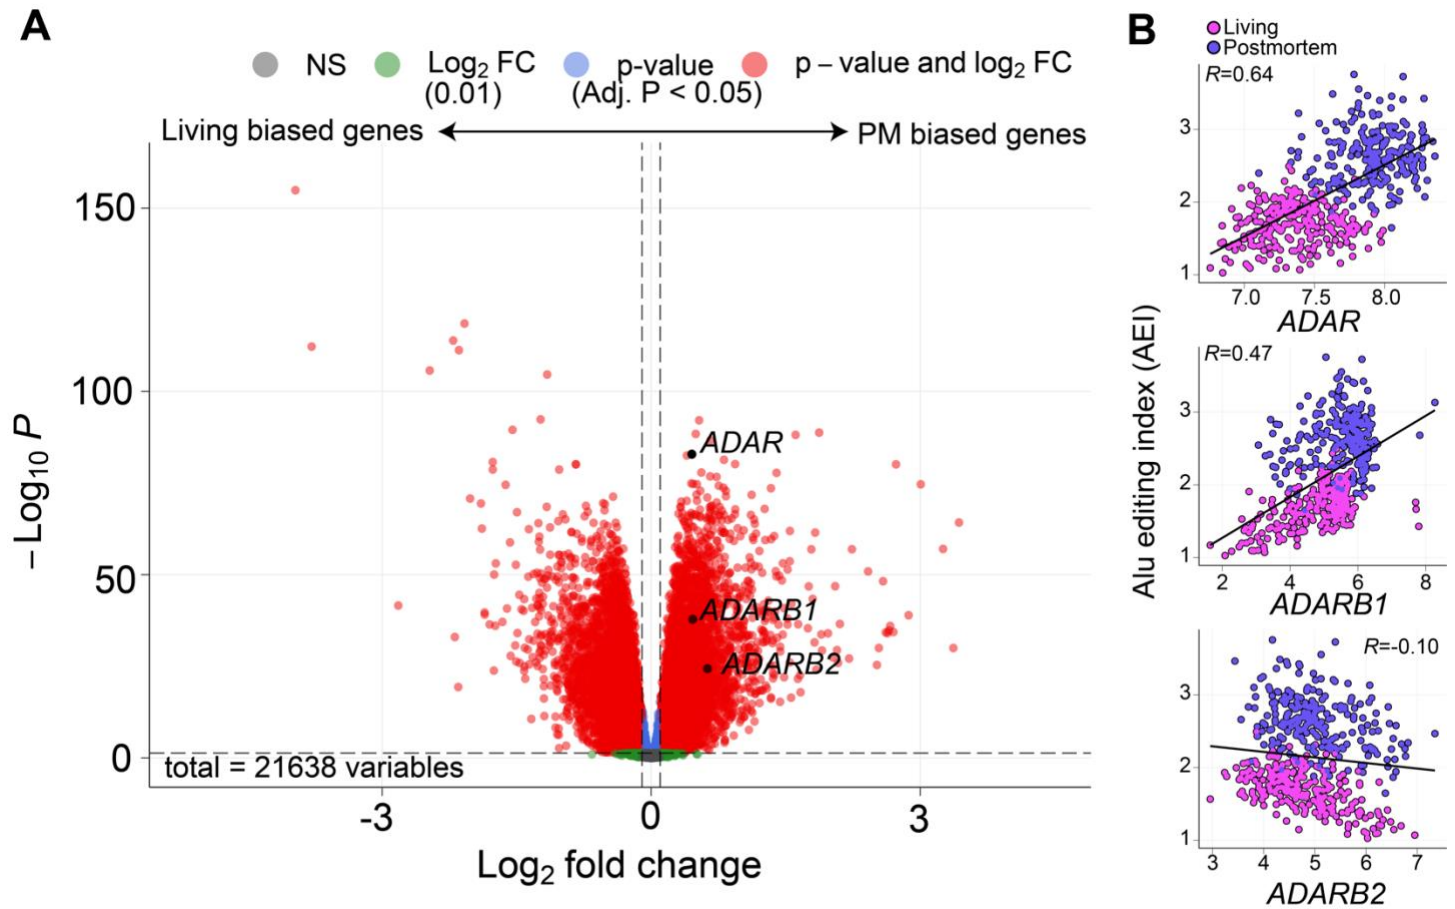 A
NS Log₂ FC (0.01) p-value (Adj. P < 0.05) p – value and log₂ FC
Living biased genes PM biased genes
150
100
50
0
–Log₁₀ P
ADAR
ADARB1
ADARB2
total = 21638 variables
-3 0 3
Log₂ fold change
B
Living
Postmortem
Alu editing index (AEI)
R=0.64
3
2
1
7.0 7.5 8.0
ADAR
R=0.47
3
2
1
2 4 6 8
ADARB1
R=-0.10
3
2
1
3 4 5 6 7
ADARB2